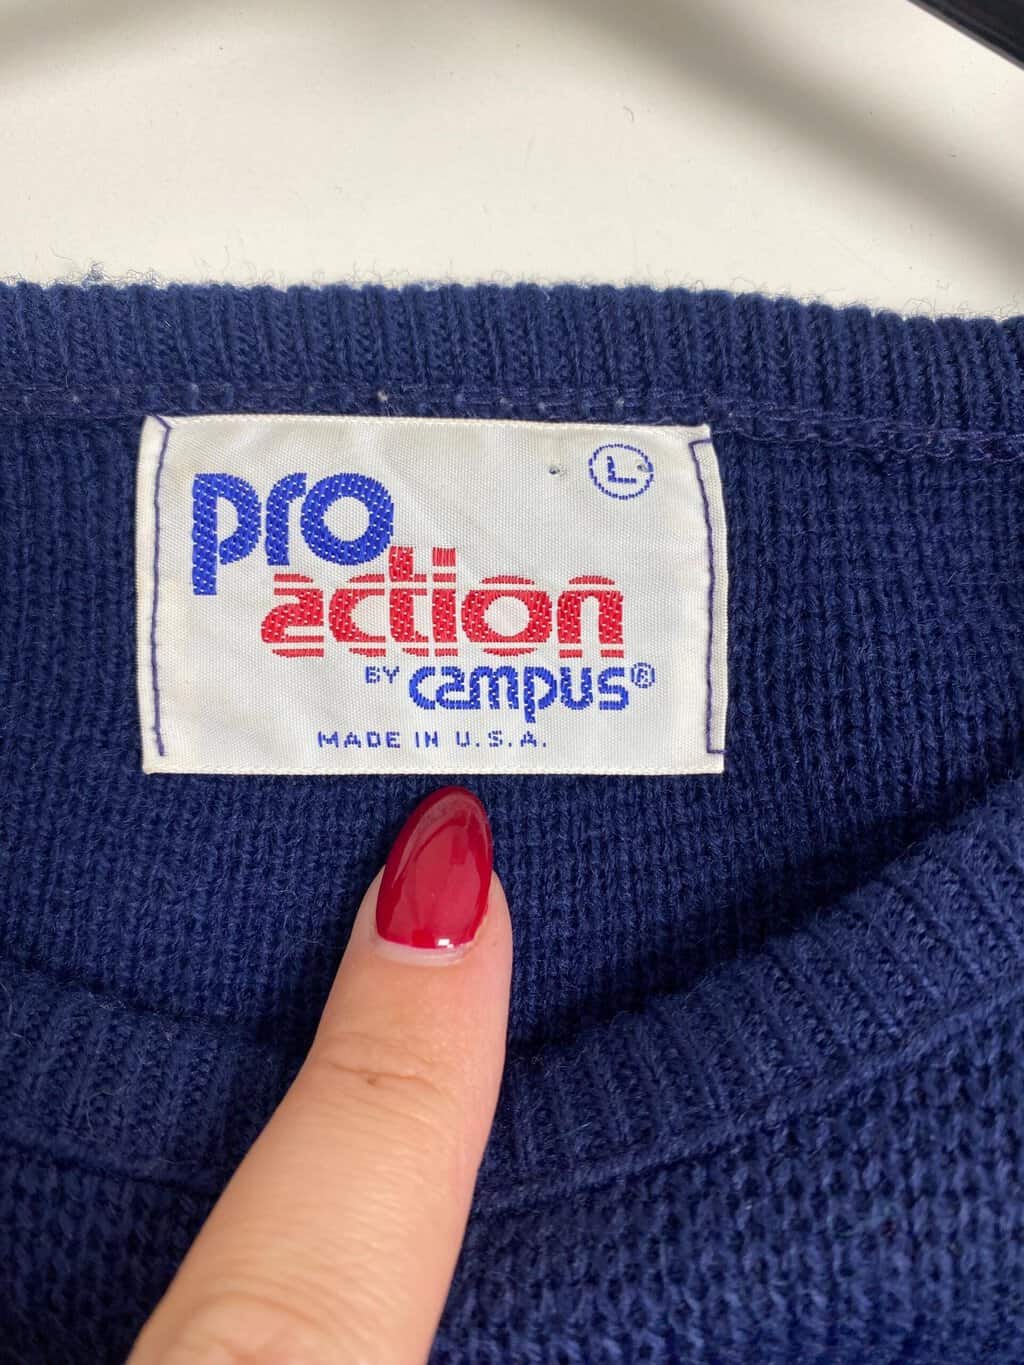 L
pro
action
BY campus®
MADE IN U.S.A.